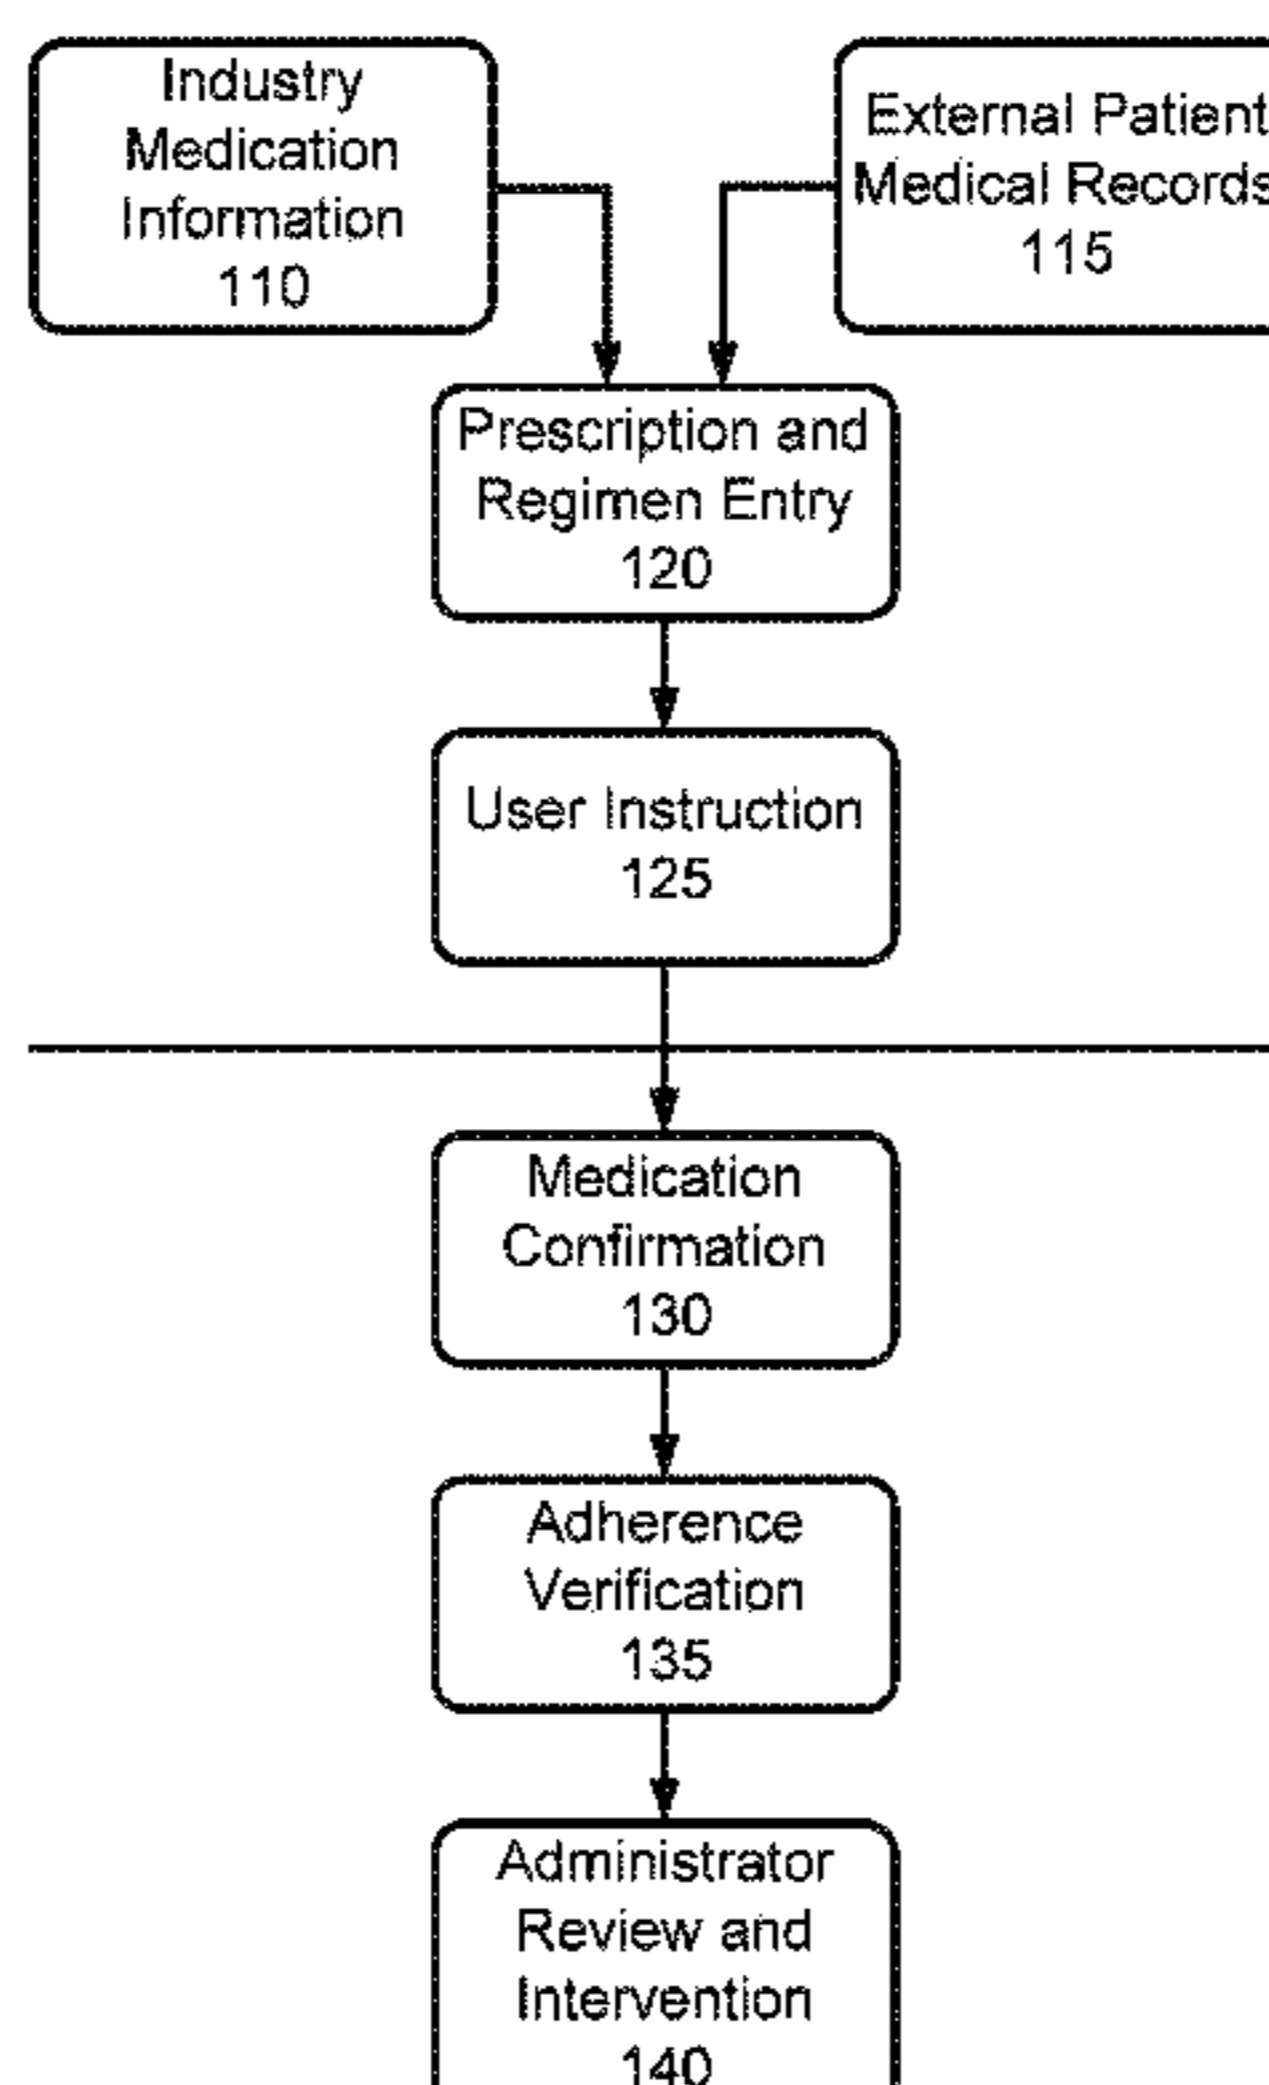 Industry
Medication
Information
110
External Patient
Medical Records
115
Prescription and
Regimen Entry
120
User Instruction
125
Medication
Confirmation
130
Adherence
Verification
135
Administrator
Review and
Intervention
140